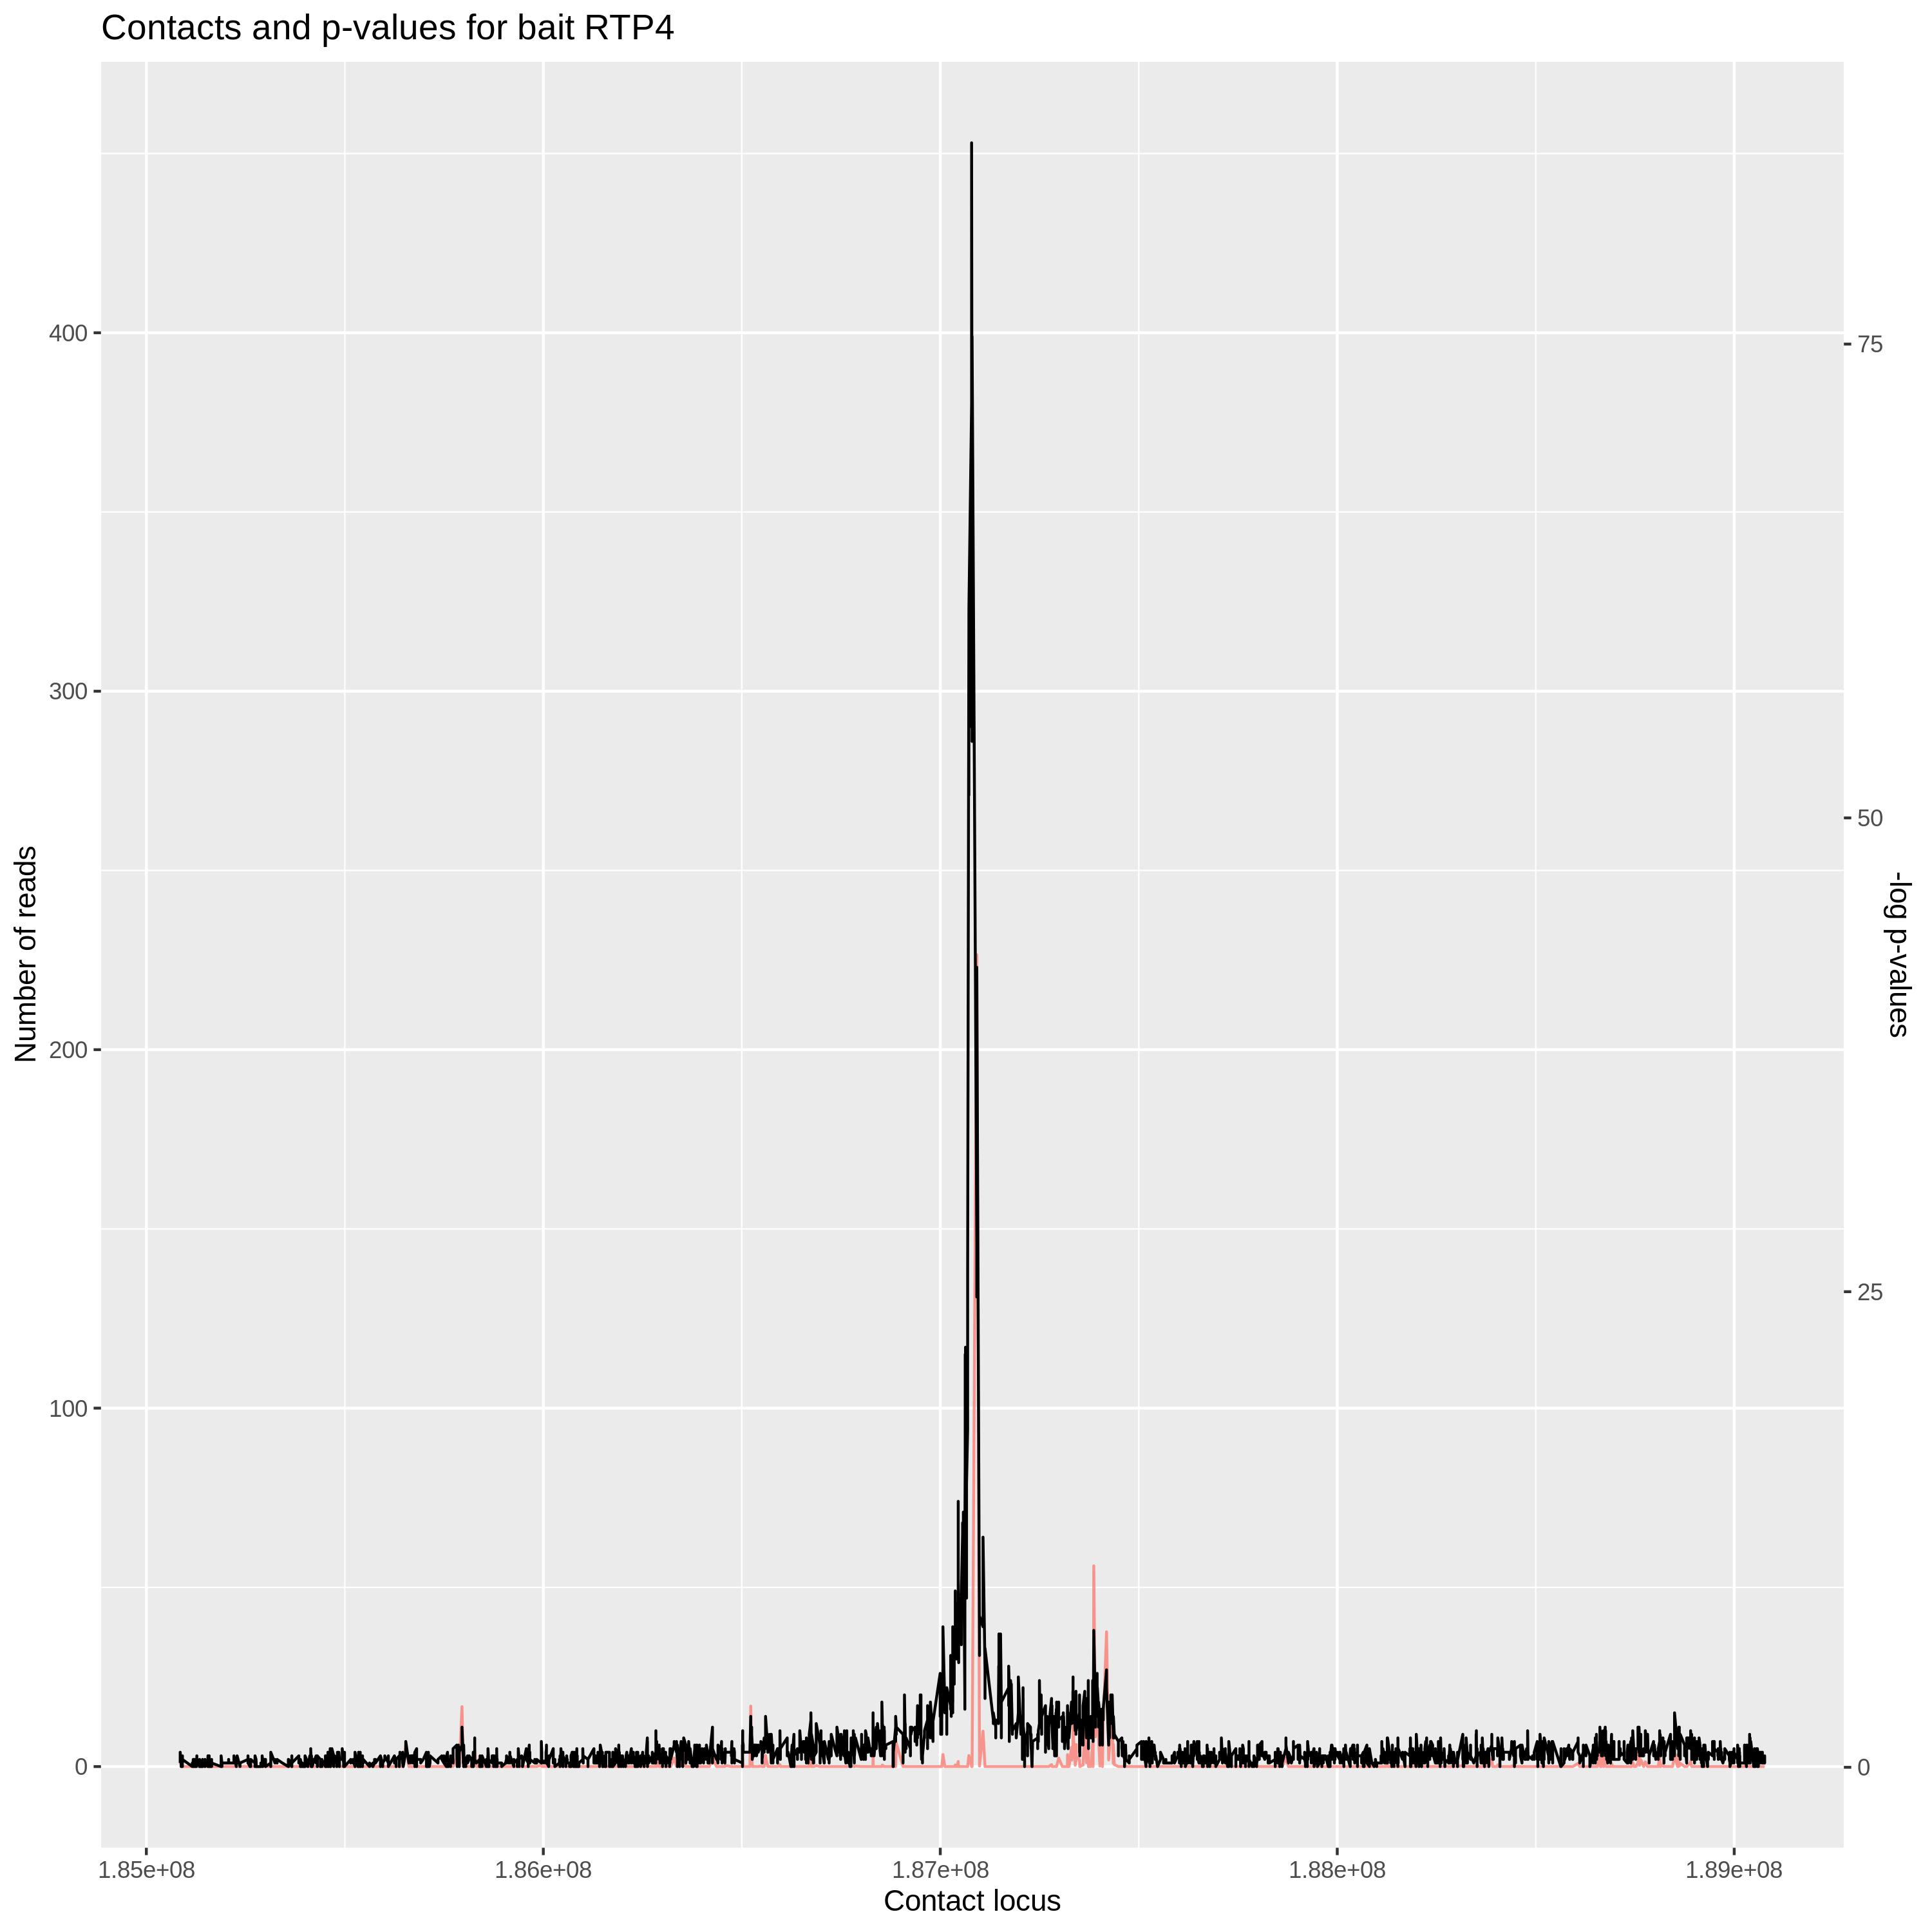 Contacts and p-values for bait RTP4
400
300
200
100
0
Number of reads
75
50
25
0
-log p-values
1.85e+08
1.86e+08
1.87e+08
1.88e+08
1.89e+08
Contact locus